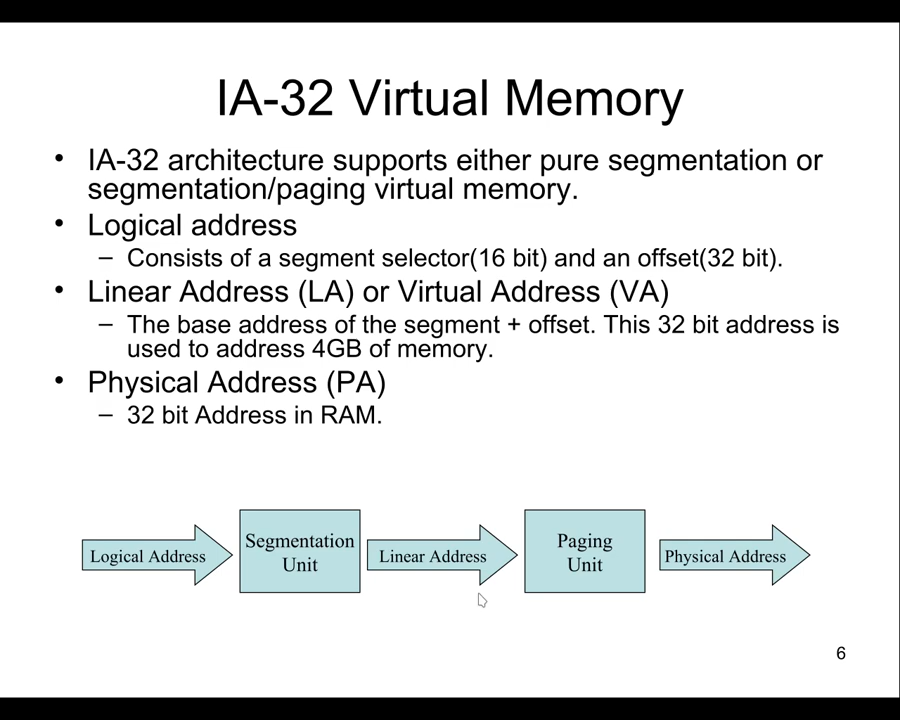 IA-32 Virtual Memory
• IA-32 architecture supports either pure segmentation or
segmentation/paging virtual memory.
• Logical address
– Consists of a segment selector(16 bit) and an offset(32 bit).
• Linear Address (LA) or Virtual Address (VA)
– The base address of the segment + offset. This 32 bit address is
used to address 4GB of memory.
• Physical Address (PA)
– 32 bit Address in RAM.
Logical Address
Segmentation
Unit
Linear Address
Paging
Unit
Physical Address
6